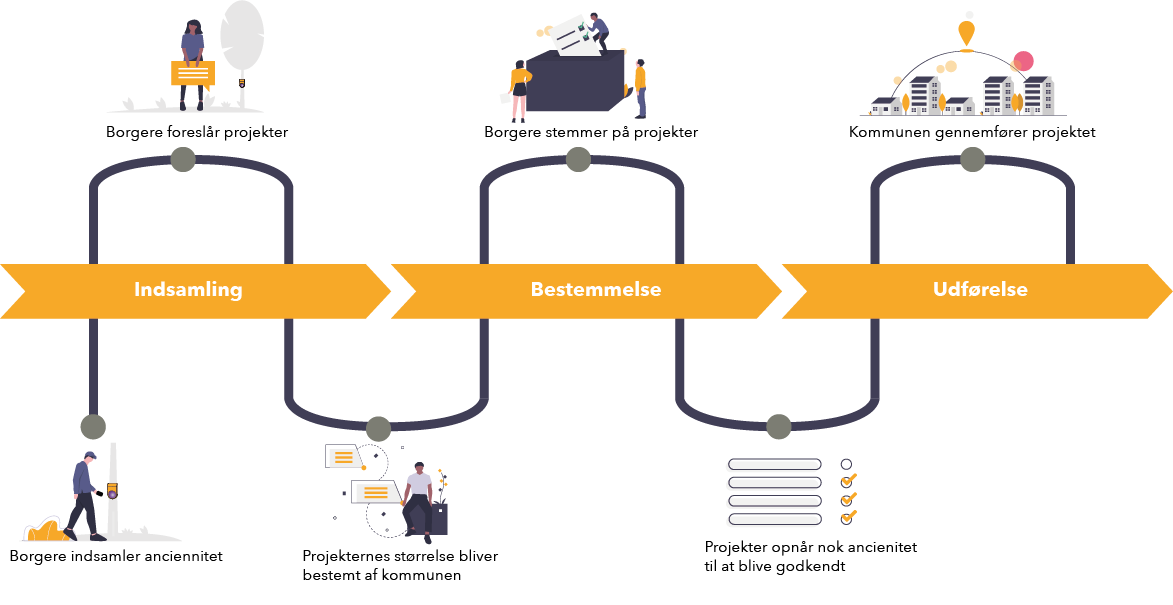 Borgere foreslår projekter
Borgere stemmer på projekter
Kommunen gennemfører projektet
Indsamling
Bestemmelse
Udførelse
Borgere indsamler anciennitet
Projekternes størrelse bliver
bestemt af kommunen
Projekter opnår nok ancienitet
til at blive godkendt